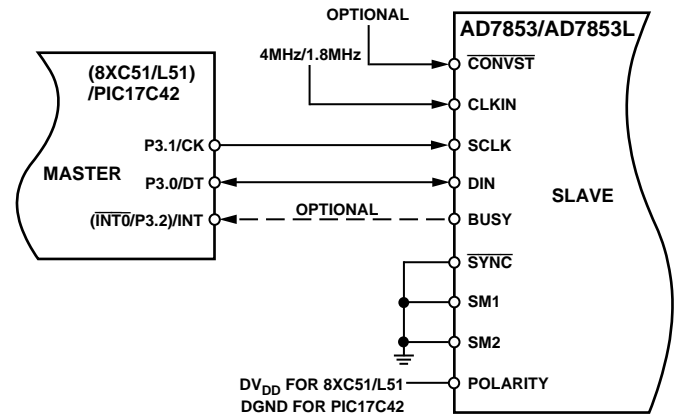 OPTIONAL
AD7853/AD7853L
4MHz/1.8MHz
(8XC51/L51)
/PIC17C42
CONVST
CLKIN
P3.1/CK
SCLK
MASTER
P3.0/DT
DIN
SLAVE
(INT0/P3.2)/INT
OPTIONAL
BUSY
SYNC
SM1
SM2
DVDD FOR 8XC51/L51
DGND FOR PIC17C42
POLARITY